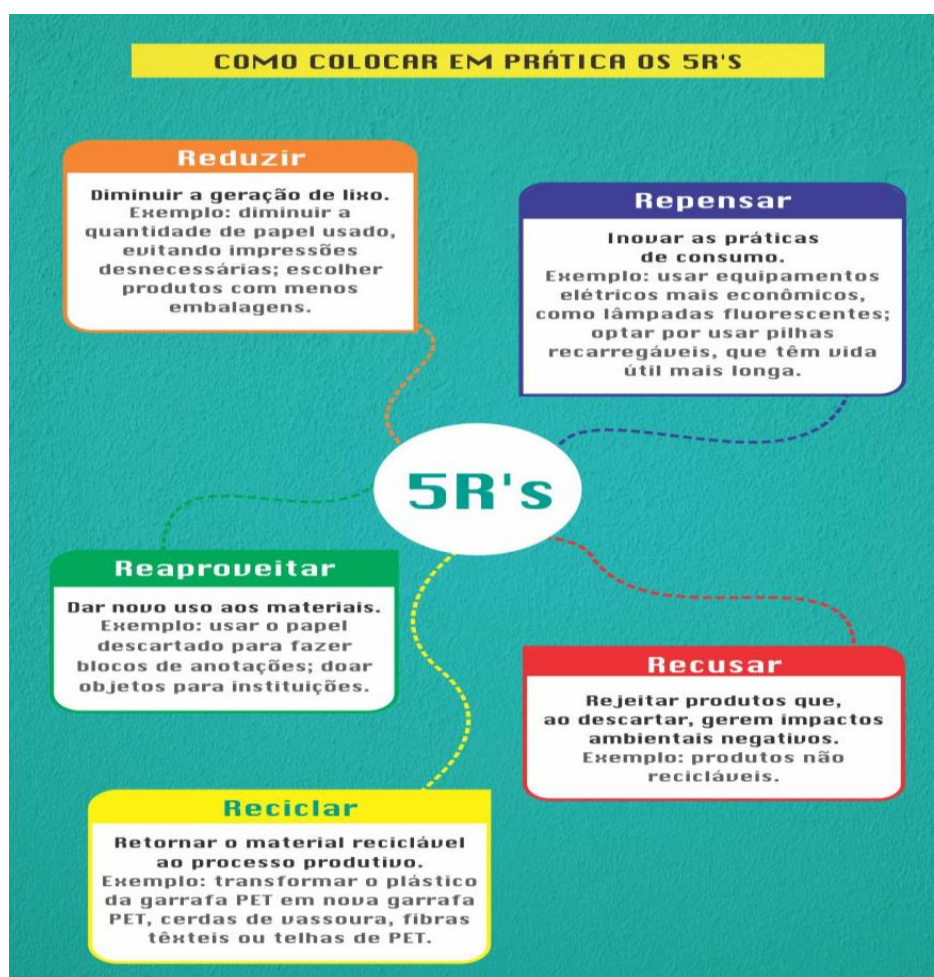 COMO COLOCAR EM PRÁTICA OS 5R'S
Reduzir
Diminuir a geração de lixo.
Exemplo: diminuir a
quantidade de papel usado,
evitando impressões
desnecessárias; escolher
produtos com menos
embalagens.
Repensar
Inovar as práticas
de consumo.
Exemplo: usar equipamentos
elétricos mais econômicos,
como lâmpadas fluorescentes;
optar por usar pilhas
recarregáveis, que têm vida
útil mais longa.
5R's
Reaproveitar
Dar novo uso aos materiais.
Exemplo: usar o papel
descartado para fazer
blocos de anotações; doar
objetos para instituições.
Recusar
Rejeitar produtos que,
ao descartar, gerem impactos
ambientais negativos.
Exemplo: produtos não
recicláveis.
Reciclar
Retornar o material reciclável
ao processo produtivo.
Exemplo: transformar o plástico
da garrafa PET em nova garrafa
PET, cerdas de vassoura, fibras
têxteis ou telhas de PET.